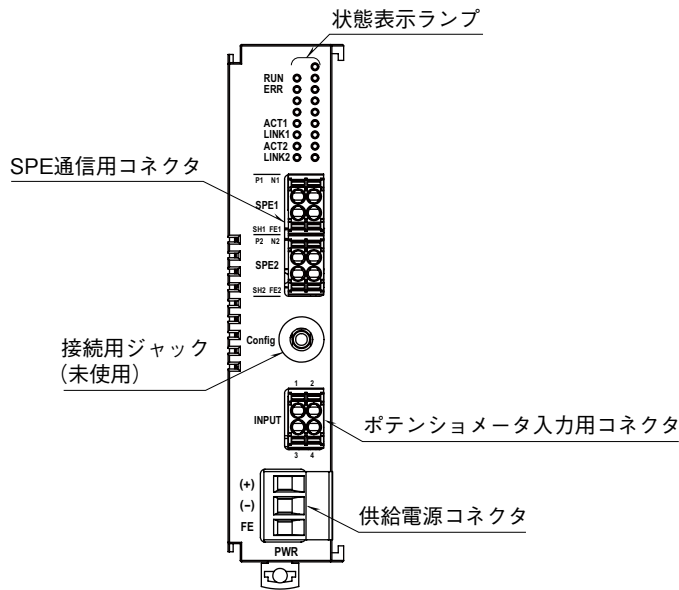 状態表示ランプ
RUN
ERR
ACT1
LINK1
ACT2
LINK2
SPE通信用コネクタ
P1 N1
SPE1
SH1 FE1
P2 N2
SPE2
SH2 FE2
接続用ジャック
（未使用）
Config
1 2
INPUT
ポテンショメータ入力用コネクタ
3 4
(+)
(−)
供給電源コネクタ
FE
PWR